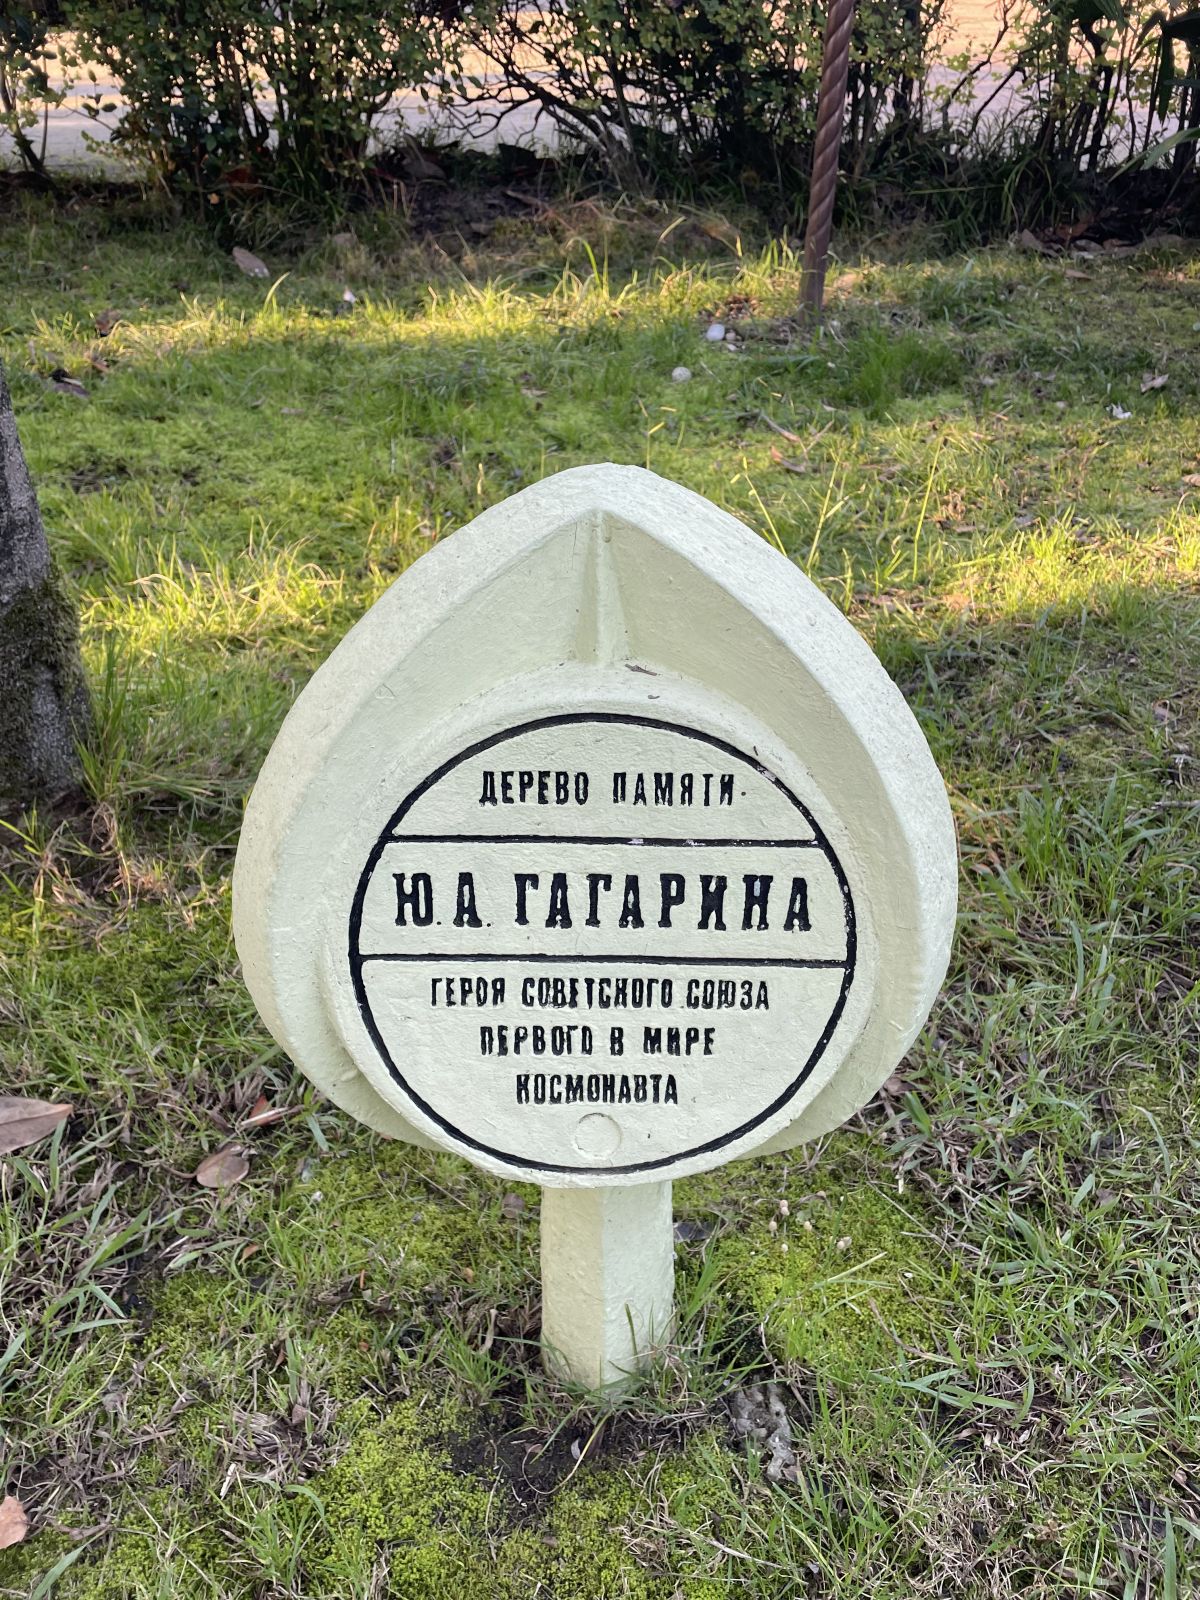 ДЕРЕВО ПАМЯТИ
Ю.А. ГАГАРИНА
ГЕРОЯ СОВЕТСКОГО СОЮЗА
ПЕРВОГО В МИРЕ
КОСМОНАВТА